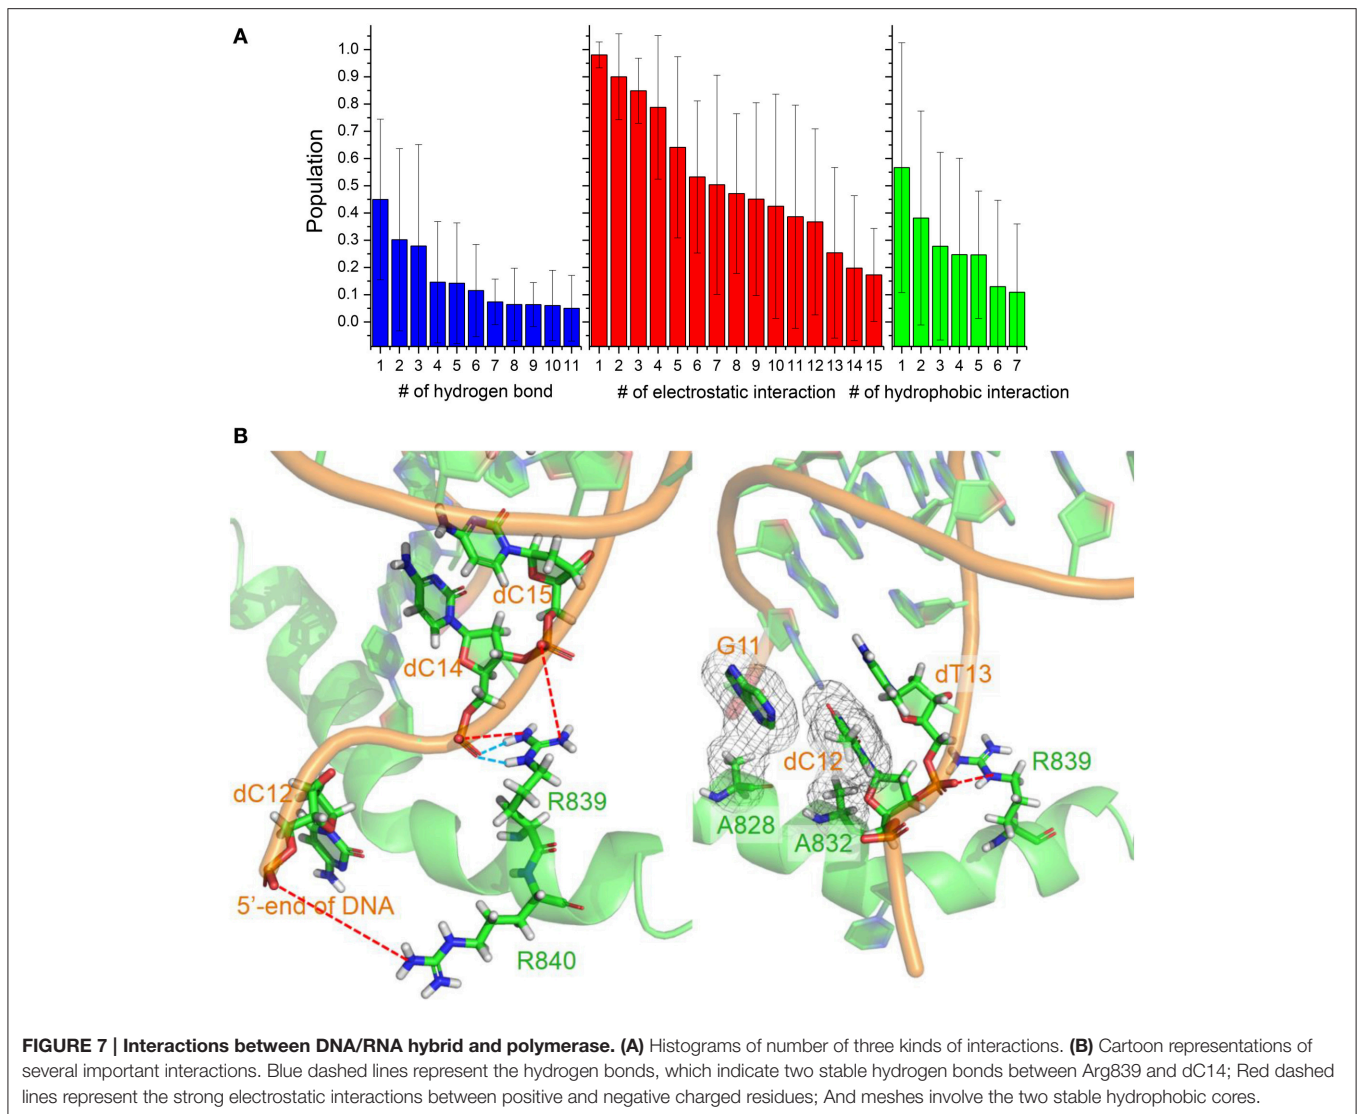 A
Population
1.0
0.9
0.8
0.7
0.6
0.5
0.4
0.3
0.2
0.1
0.0
1 2 3 4 5 6 7 8 9 10 11
# of hydrogen bond
1 2 3 4 5 6 7 8 9 10 11 12 13 14 15
# of electrostatic interaction
1 2 3 4 5 6 7
# of hydrophobic interaction
B
dC15
dC14
R839
dC12
5'-end of DNA
R840
G11
dT13
dC12
R839
A828
A832
FIGURE 7 | Interactions between DNA/RNA hybrid and polymerase. (A) Histograms of number of three kinds of interactions. (B) Cartoon representations of
several important interactions. Blue dashed lines represent the hydrogen bonds, which indicate two stable hydrogen bonds between Arg839 and dC14; Red dashed
lines represent the strong electrostatic interactions between positive and negative charged residues; And meshes involve the two stable hydrophobic cores.